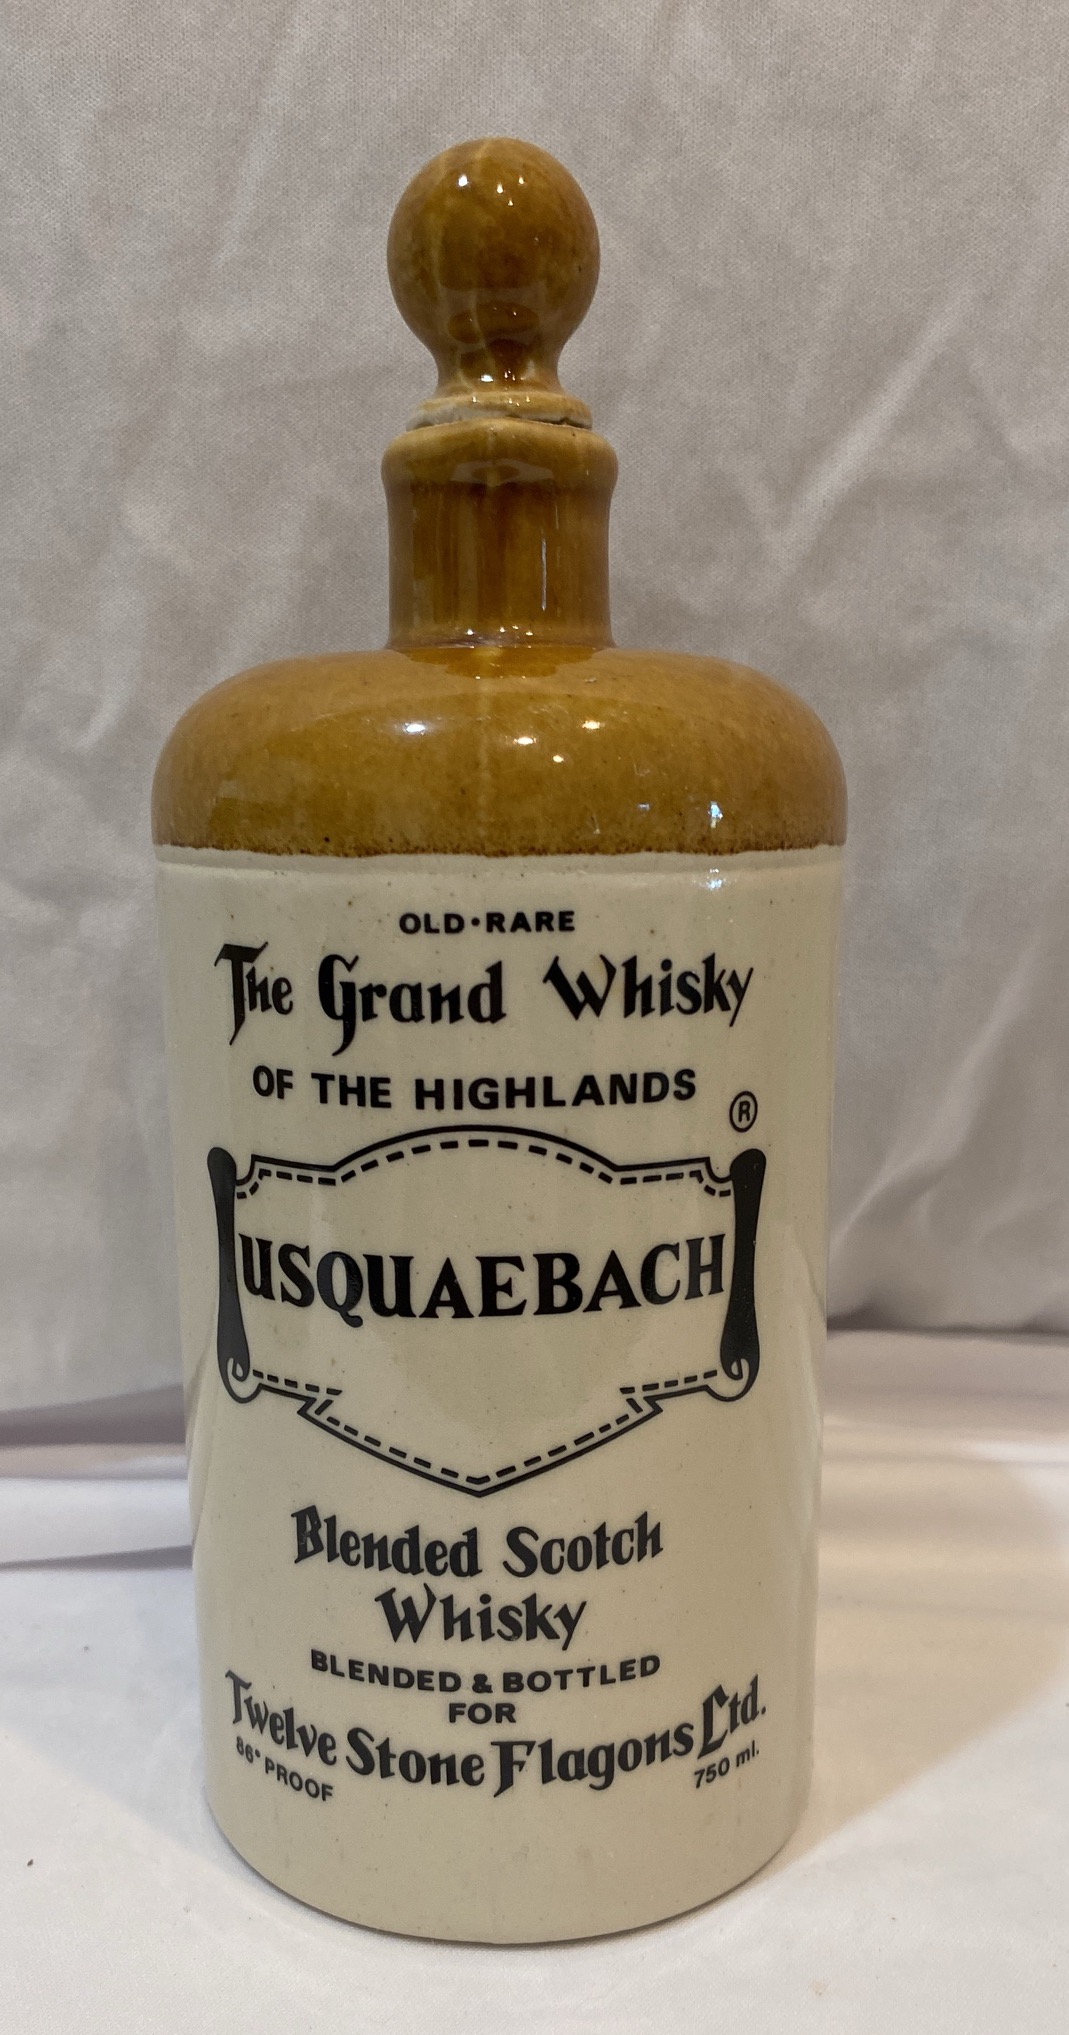 OLD•RARE
The Grand Whisky
OF THE HIGHLANDS
®
USQUAEBACH
Blended Scotch
Whisky
BLENDED & BOTTLED
FOR
Twelve Stone Flagons Ltd.
86° PROOF
750 ml.